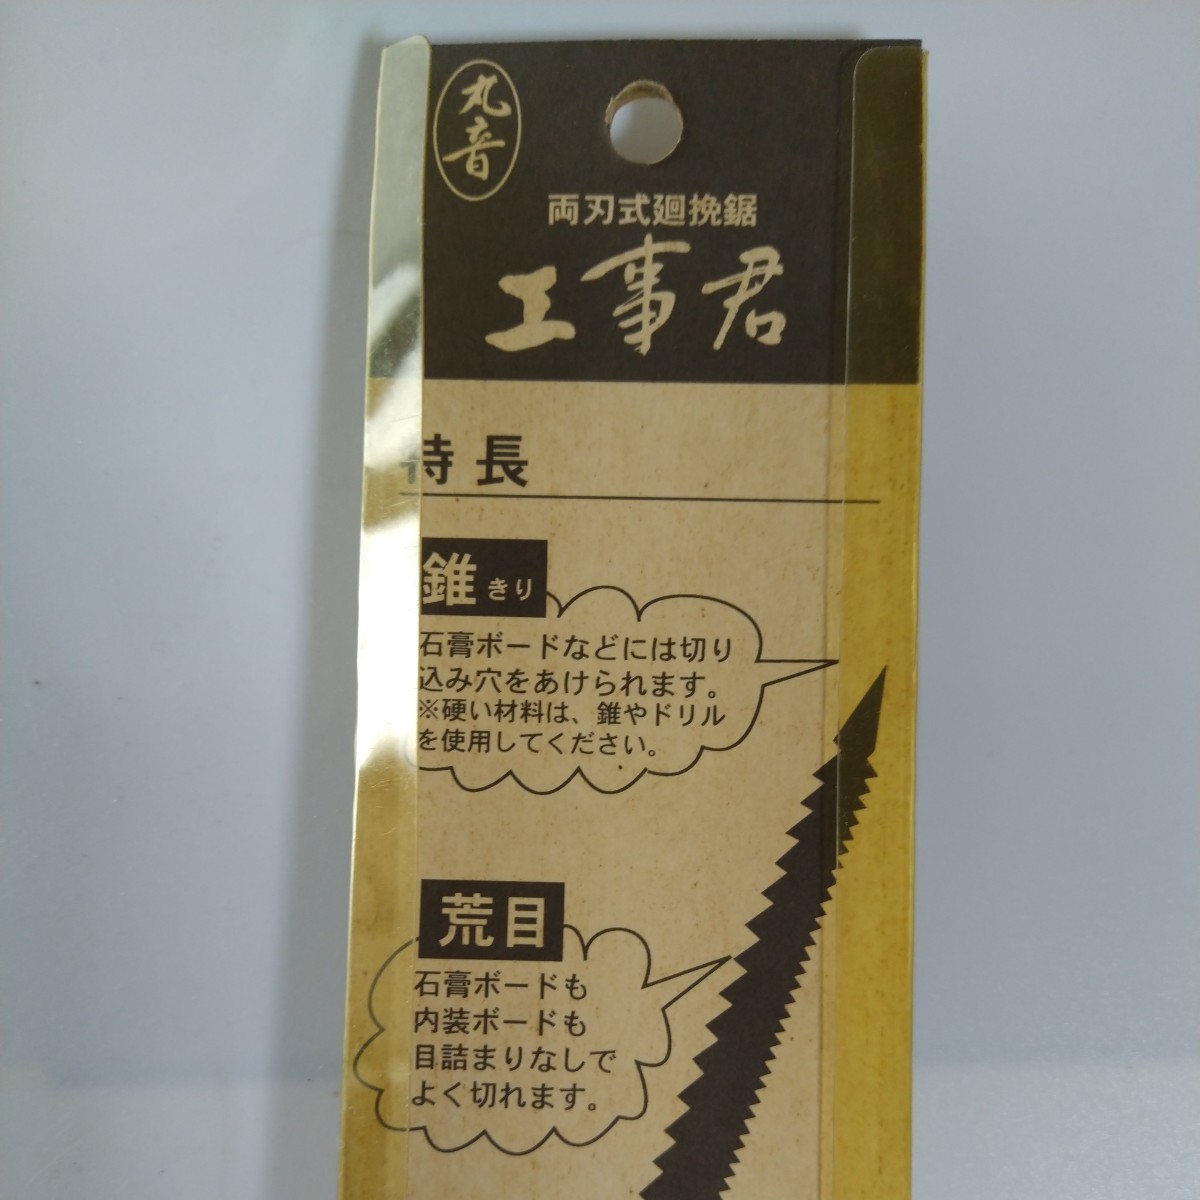 丸音
両刃式廻挽鋸
工事君
特長
錐きり
石膏ボードなどには切り
込み穴をあけられます。
※硬い材料は、錐やドリル
を使用してください。
荒目
石膏ボードも
内装ボードも
目詰まりなしで
よく切れます。